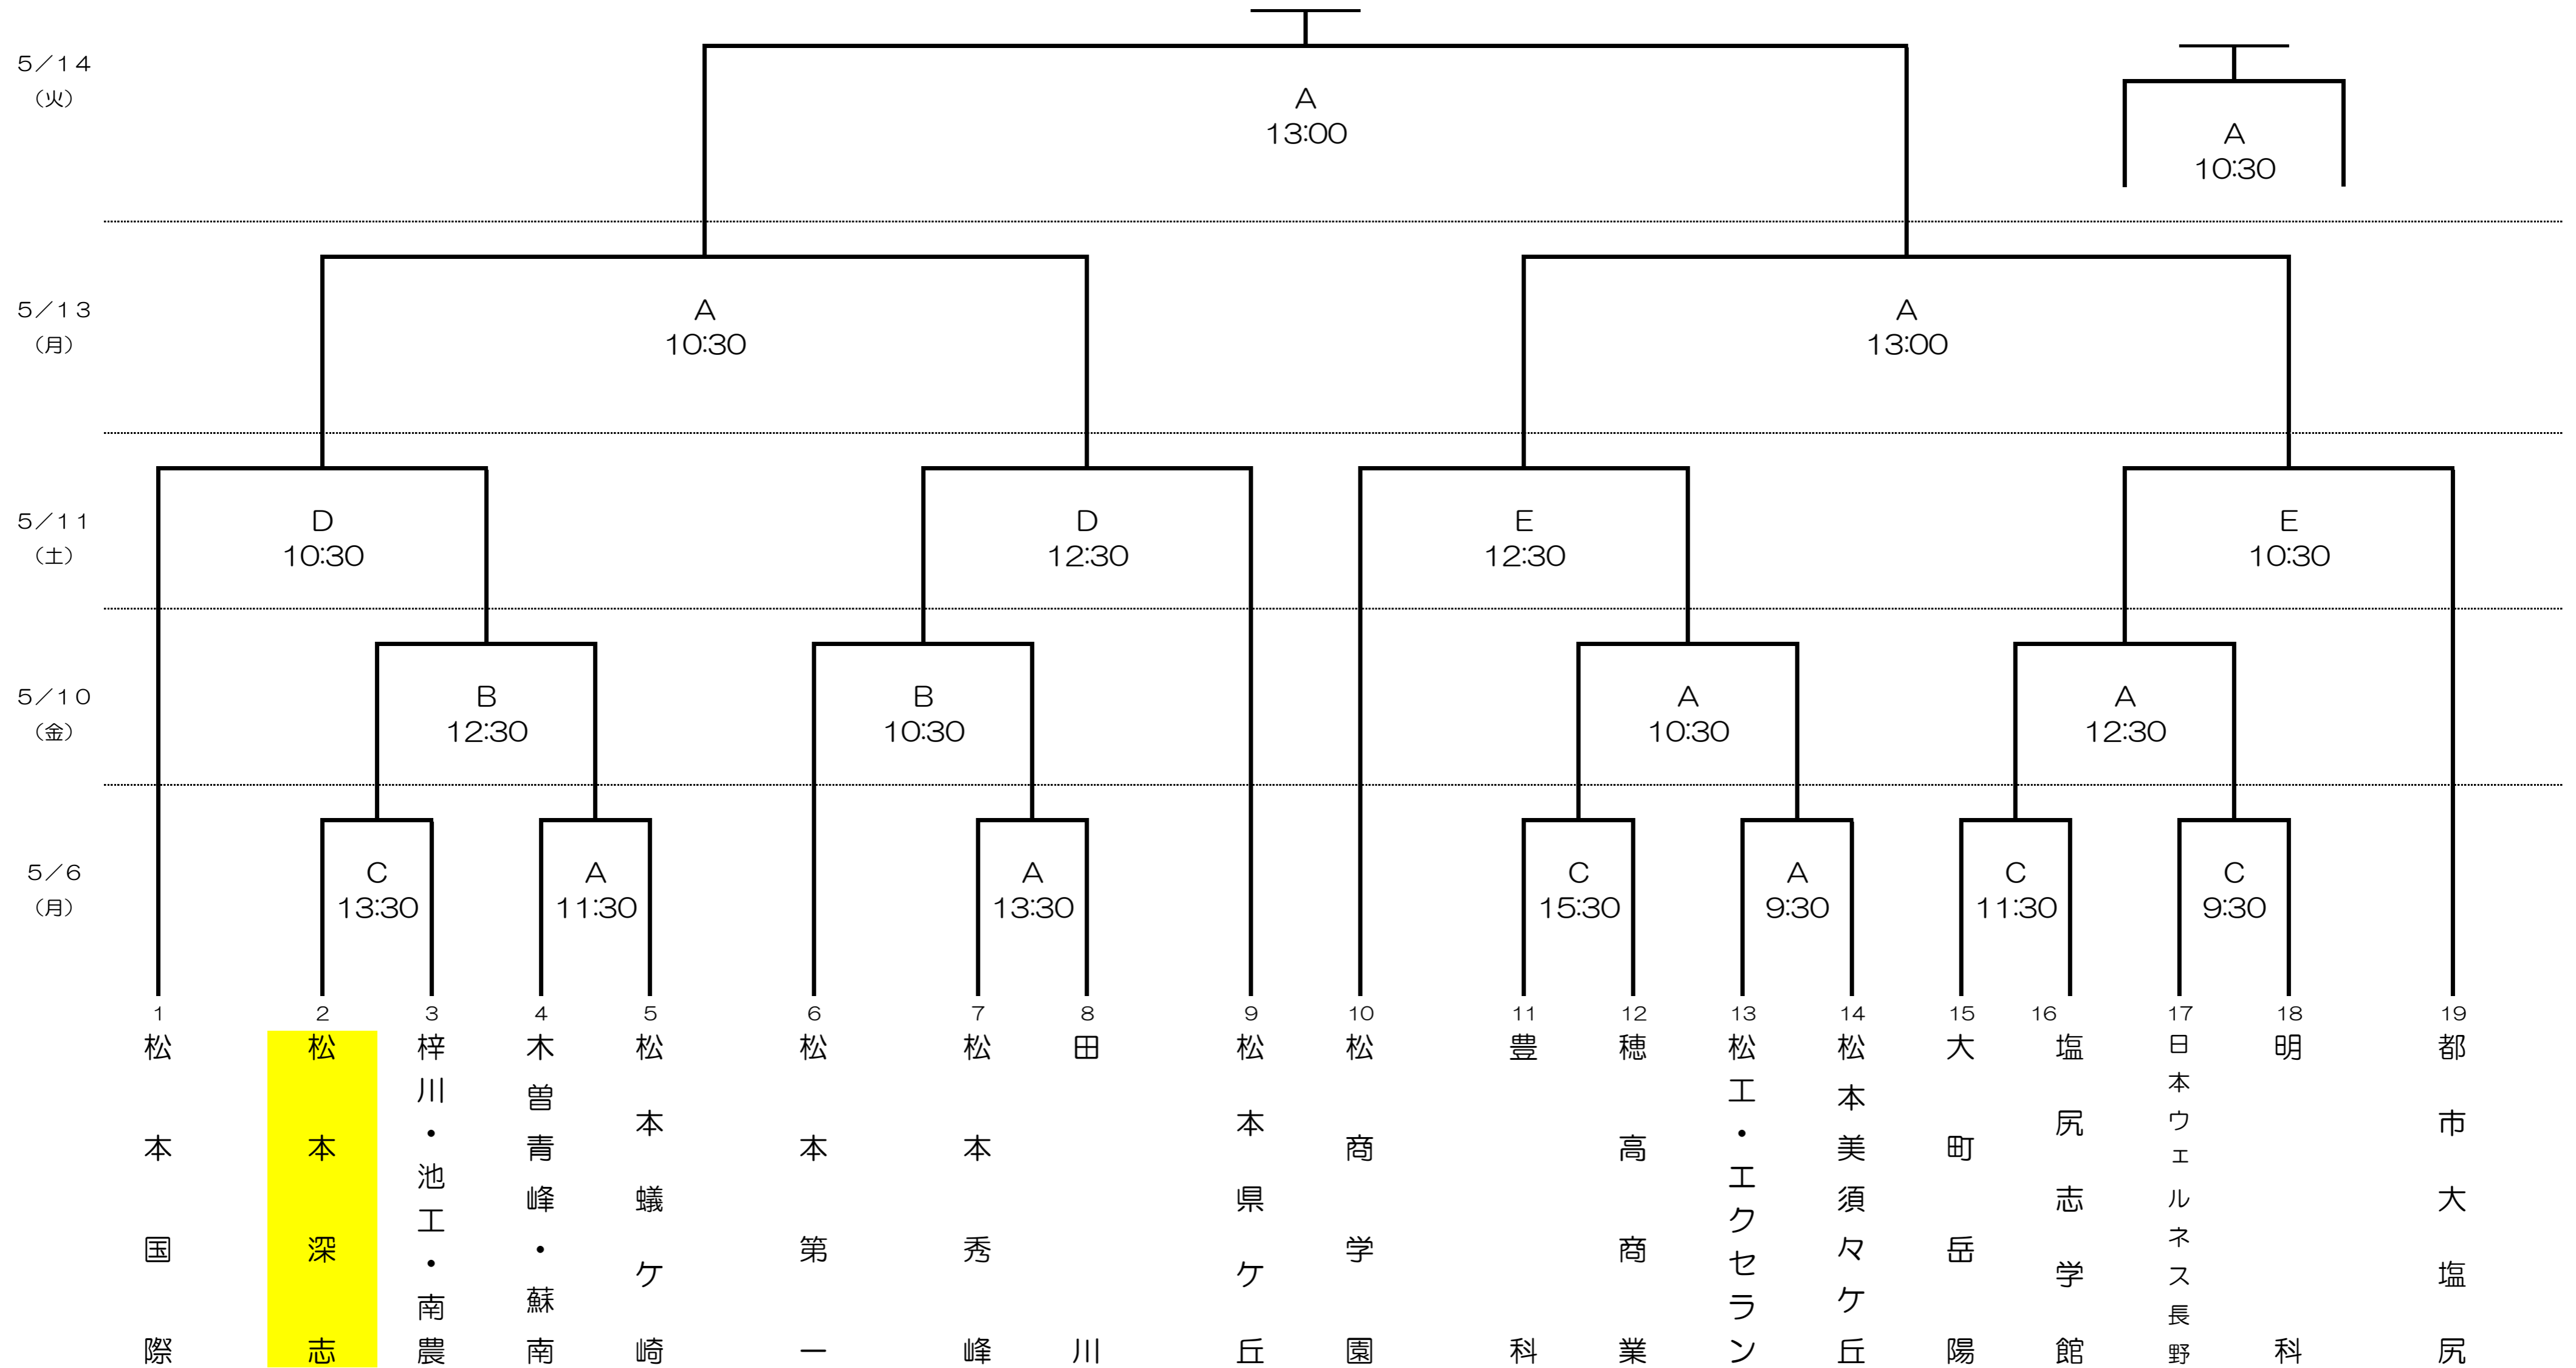 ５／１４
（火）
A
13:00
A
10:30
５／１３
（月）
A
10:30
A
13:00
５／１１
（土）
D
10:30
D
12:30
E
12:30
E
10:30
５／１０
（金）
B
12:30
B
10:30
A
10:30
A
12:30
５／６
（月）
C
13:30
A
11:30
A
13:30
C
15:30
A
9:30
C
11:30
C
9:30
1
松本国際
2
松本深志
3
梓川・池工・南農
4
木曽青峰・蘇南
5
松本蟻ケ崎
6
松本第一
7
松本秀峰
8
田川
9
松本県ケ丘
10
松商学園
11
豊科
12
穂高商業
13
松工・エクセラン
14
松本美須々ケ丘
15
大町岳陽
16
塩尻志学館
17
日本ウェルネス長野
18
明科
19
都市大塩尻